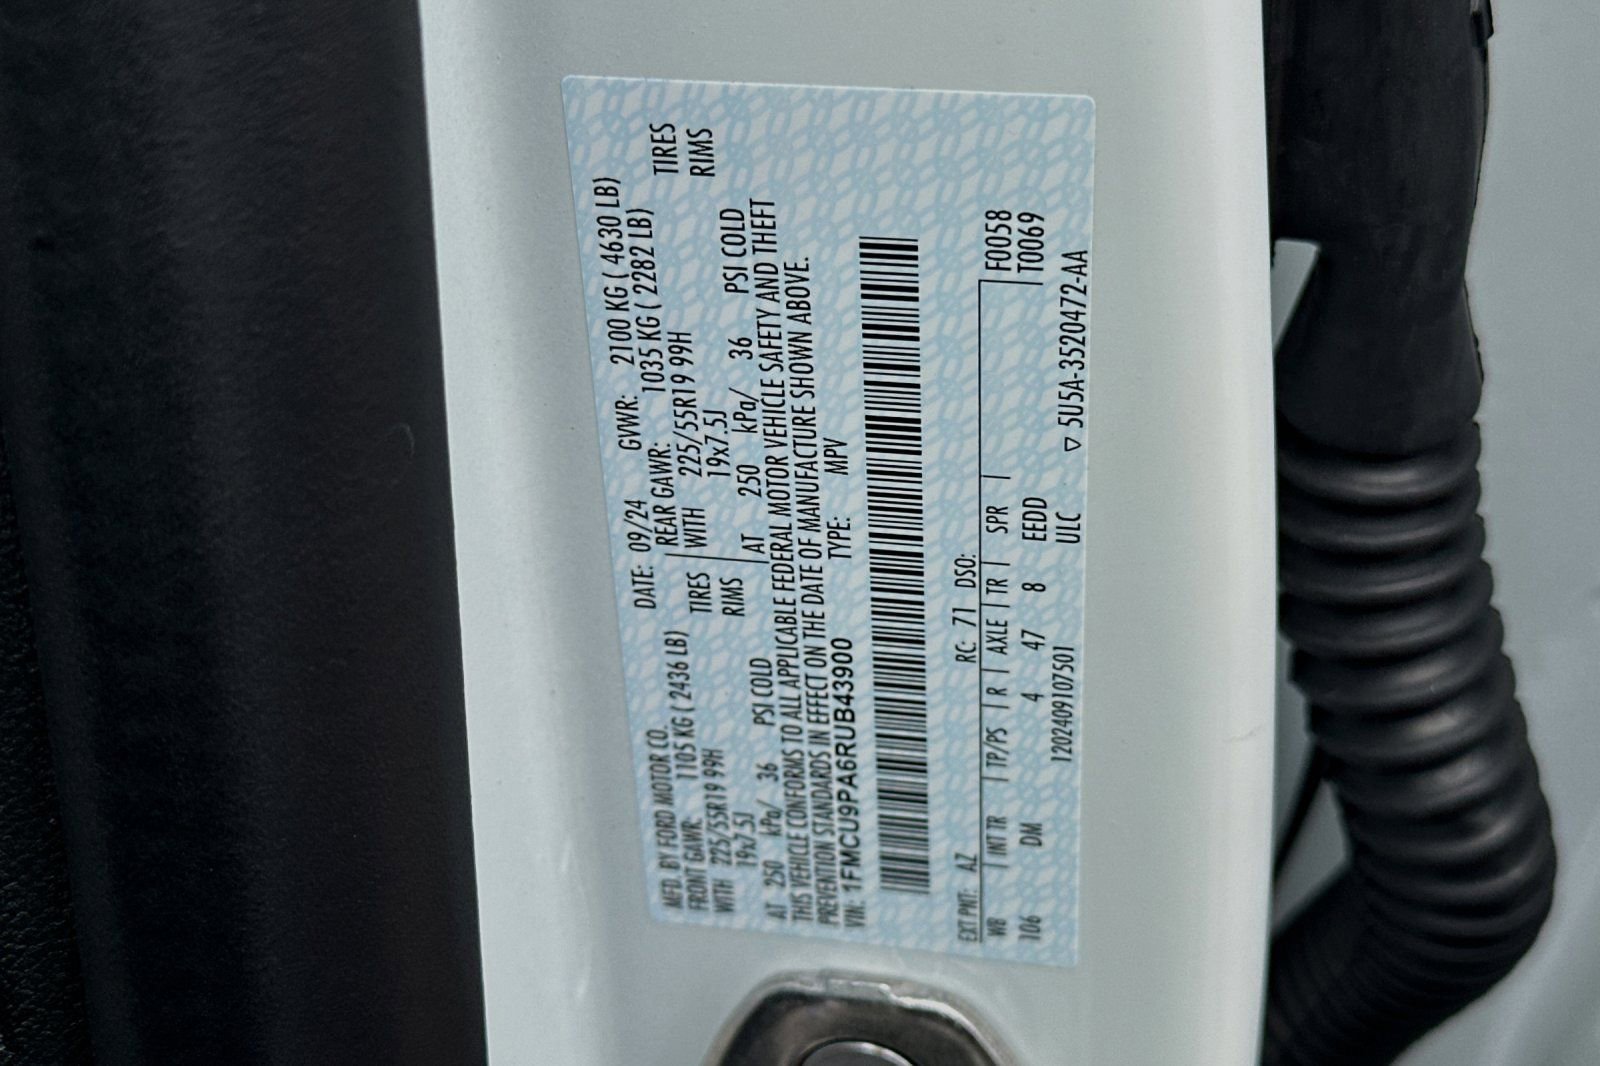 MFD. BY FORD MOTOR CO. DATE: 09/24 GVWR: 2100 KG ( 4630 LB)
FRONT GAWR: 1105 KG ( 2436 LB) REAR GAWR: 1035 KG ( 2282 LB)
WITH 225/55R19 99H TIRES WITH 225/55R19 99H TIRES
19x7.5J RIMS 19x7.5J RIMS
AT 250 kPa/ 36 PSI COLD AT 250 kPa/ 36 PSI COLD
THIS VEHICLE CONFORMS TO ALL APPLICABLE FEDERAL MOTOR VEHICLE SAFETY AND THEFT
PREVENTION STANDARDS IN EFFECT ON THE DATE OF MANUFACTURE SHOWN ABOVE.
VIN: 1FMCU9PA6RUB43900 TYPE: MPV
EXT PNT: AZ RC: 71 DSO:
WB | INT TR | TP/PS | R | AXLE | TR | SPR | F0058
106 DM 4 47 8 EEDD T0069
120240910750​1 ULC ▽ 5U5A-3520472-AA